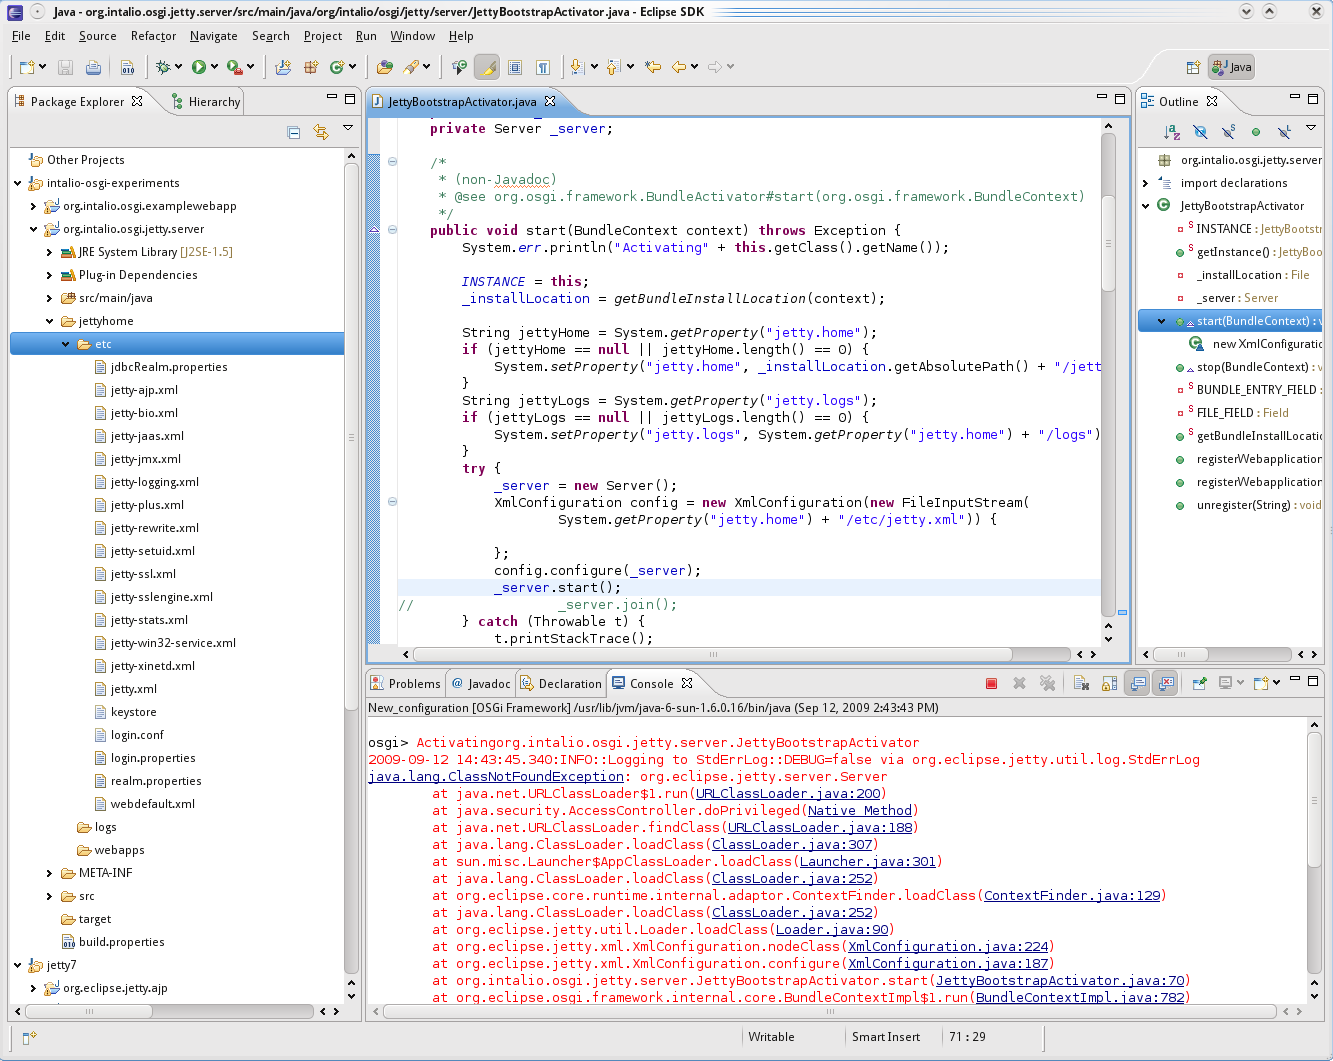 Java - org.intalio.osgi.jetty.server/src/main/java/org/intalio/osgi/jetty/server/JettyBootstrapActivator.java - Eclipse SDK
File Edit Source Refactor Navigate Search Project Run Window Help
Java
Package Explorer
Hierarchy
Other Projects
intalio-osgi-experiments
org.intalio.osgi.examplewebapp
org.intalio.osgi.jetty.server
JRE System Library [J2SE-1.5]
Plug-in Dependencies
src/main/java
jettyhome
etc
jdbcRealm.properties
jetty-ajp.xml
jetty-bio.xml
jetty-jaas.xml
jetty-jmx.xml
jetty-logging.xml
jetty-plus.xml
jetty-rewrite.xml
jetty-setuid.xml
jetty-ssl.xml
jetty-sslengine.xml
jetty-stats.xml
jetty-win32-service.xml
jetty-xinetd.xml
jetty.xml
keystore
login.conf
login.properties
realm.properties
webdefault.xml
logs
webapps
META-INF
src
target
build.properties
jetty7
org.eclipse.jetty.ajp
JettyBootstrapActivator.java
private Server _server;
/*
* (non-Javadoc)
* @see org.osgi.framework.BundleActivator#start(org.osgi.framework.BundleContext)
*/
public void start(BundleContext context) throws Exception {
System.err.println("Activating" + this.getClass().getName());
INSTANCE = this;
_installLocation = getBundleInstallLocation(context);
String jettyHome = System.getProperty("jetty.home");
if (jettyHome == null || jettyHome.length() == 0) {
System.setProperty("jetty.home", _installLocation.getAbsolutePath() + "/jett
}
String jettyLogs = System.getProperty("jetty.logs");
if (jettyLogs == null || jettyLogs.length() == 0) {
System.setProperty("jetty.logs", System.getProperty("jetty.home") + "/logs")
}
try {
_server = new Server();
XmlConfiguration config = new XmlConfiguration(new FileInputStream(
System.getProperty("jetty.home") + "/etc/jetty.xml")) {
};
config.configure(_server);
_server.start();
// _server.join();
} catch (Throwable t) {
t.printStackTrace();
Outline
org.intalio.osgi.jetty.server
import declarations
JettyBootstrapActivator
INSTANCE : JettyBootstr
getInstance() : JettyBoo
_installLocation : File
_server : Server
start(BundleContext) : v
new XmlConfiguratio
stop(BundleContext) : v
BUNDLE_ENTRY_FIELD :
FILE_FIELD : Field
getBundleInstallLocatio
registerWebapplication
registerWebapplication
unregister(String) : void
Problems
@ Javadoc
Declaration
Console
New_configuration [OSGi Framework] /usr/lib/jvm/java-6-sun-1.6.0.16/bin/java (Sep 12, 2009 2:43:43 PM)
osgi> Activatingorg.intalio.osgi.jetty.server.JettyBootstrapActivator
2009-09-12 14:43:45.340:INFO::Logging to StdErrLog::DEBUG=false via org.eclipse.jetty.util.log.StdErrLog
java.lang.ClassNotFoundException: org.eclipse.jetty.server.Server
at java.net.URLClassLoader$1.run(URLClassLoader.java:200)
at java.security.AccessController.doPrivileged(Native Method)
at java.net.URLClassLoader.findClass(URLClassLoader.java:188)
at java.lang.ClassLoader.loadClass(ClassLoader.java:307)
at sun.misc.Launcher$AppClassLoader.loadClass(Launcher.java:301)
at java.lang.ClassLoader.loadClass(ClassLoader.java:252)
at org.eclipse.core.runtime.internal.adaptor.ContextFinder.loadClass(ContextFinder.java:129)
at java.lang.ClassLoader.loadClass(ClassLoader.java:252)
at org.eclipse.jetty.util.Loader.loadClass(Loader.java:90)
at org.eclipse.jetty.xml.XmlConfiguration.nodeClass(XmlConfiguration.java:224)
at org.eclipse.jetty.xml.XmlConfiguration.configure(XmlConfiguration.java:187)
at org.intalio.osgi.jetty.server.JettyBootstrapActivator.start(JettyBootstrapActivator.java:70)
at org.eclipse.osgi.framework.internal.core.BundleContextImpl$1.run(BundleContextImpl.java:782)
Writable
Smart Insert
71 : 29